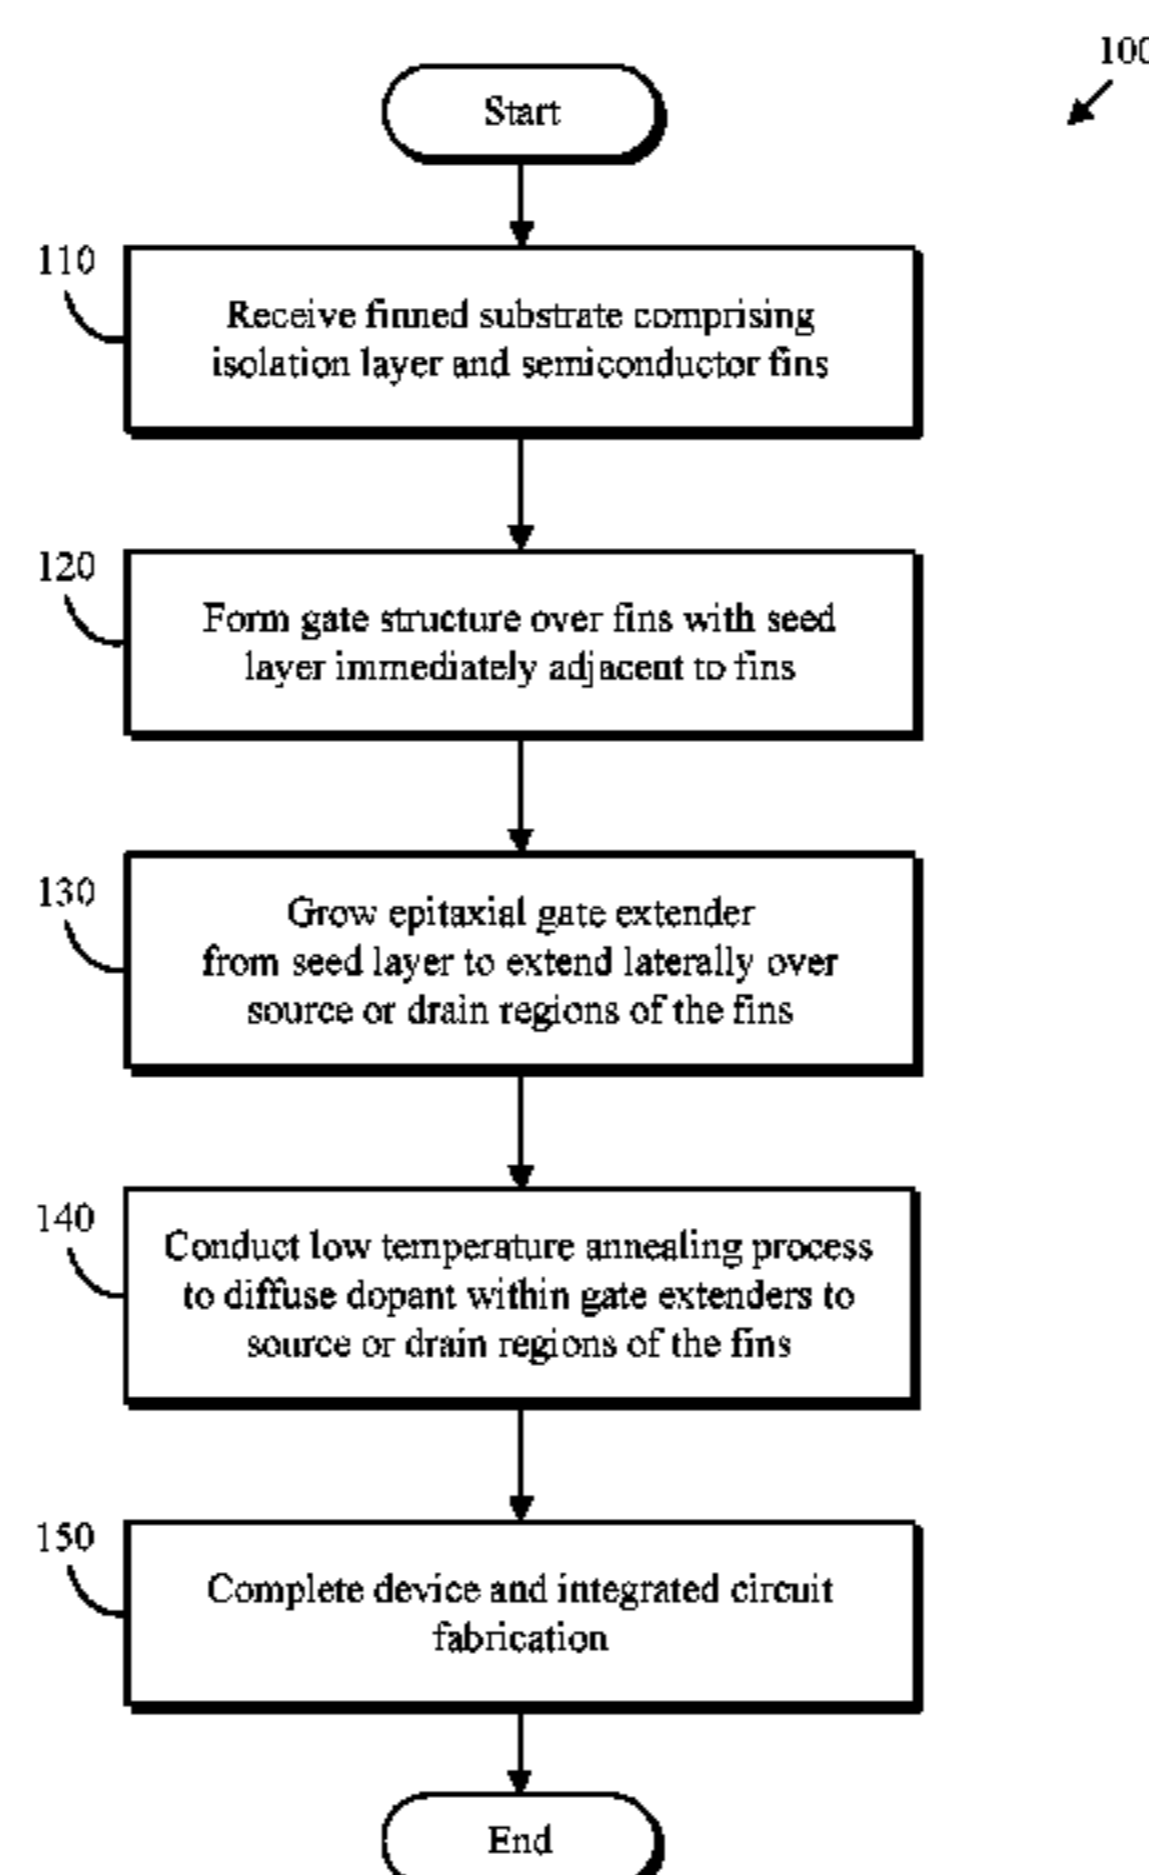 100
Start
110
Receive finned substrate comprising
isolation layer and semiconductor fins
120
Form gate structure over fins with seed
layer immediately adjacent to fins
130
Grow epitaxial gate extender
from seed layer to extend laterally over
source or drain regions of the fins
140
Conduct low temperature annealing process
to diffuse dopant within gate extenders to
source or drain regions of the fins
150
Complete device and integrated circuit
fabrication
End